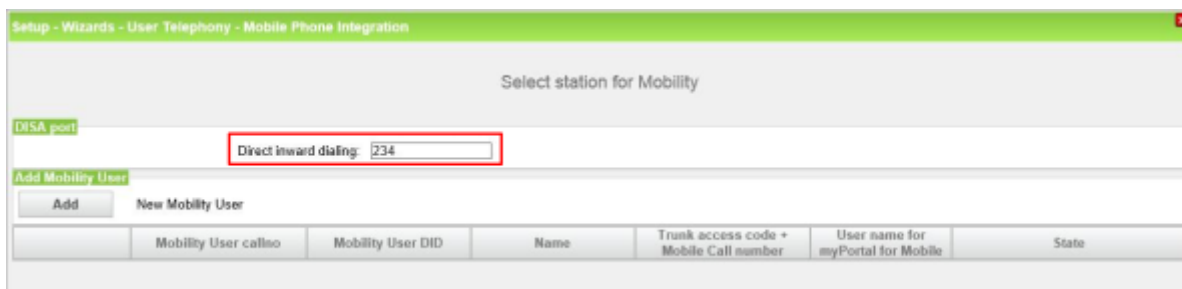 Setup - Wizards - User Telephony - Mobile Phone Integration
Select station for Mobility
DISA port
Direct inward dialing: 234
Add Mobility User
Add New Mobility User
Mobility User callno Mobility User DID Name Trunk access code + Mobile Call number User name for myPortal for Mobile State